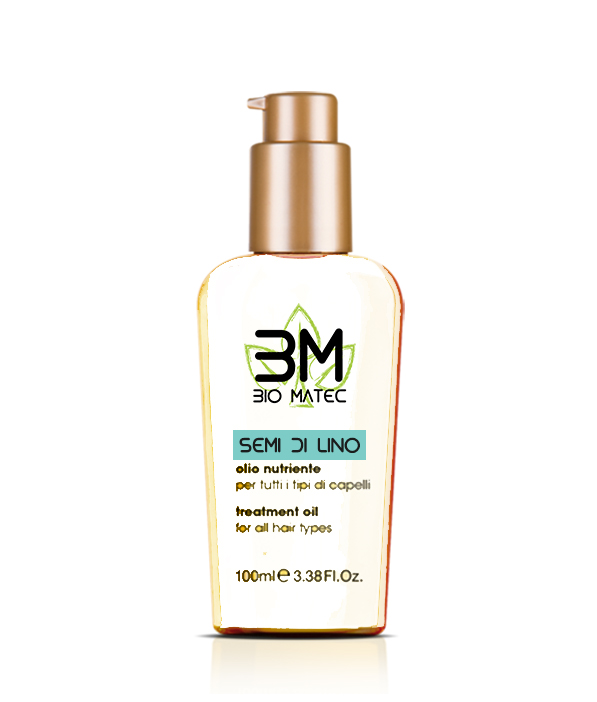 BM
BIO MATEC
SEMI DI LINO
olio nutriente
per tutti i tipi di capelli
treatment oil
for all hair types
100ml e 3.38Fl.Oz.